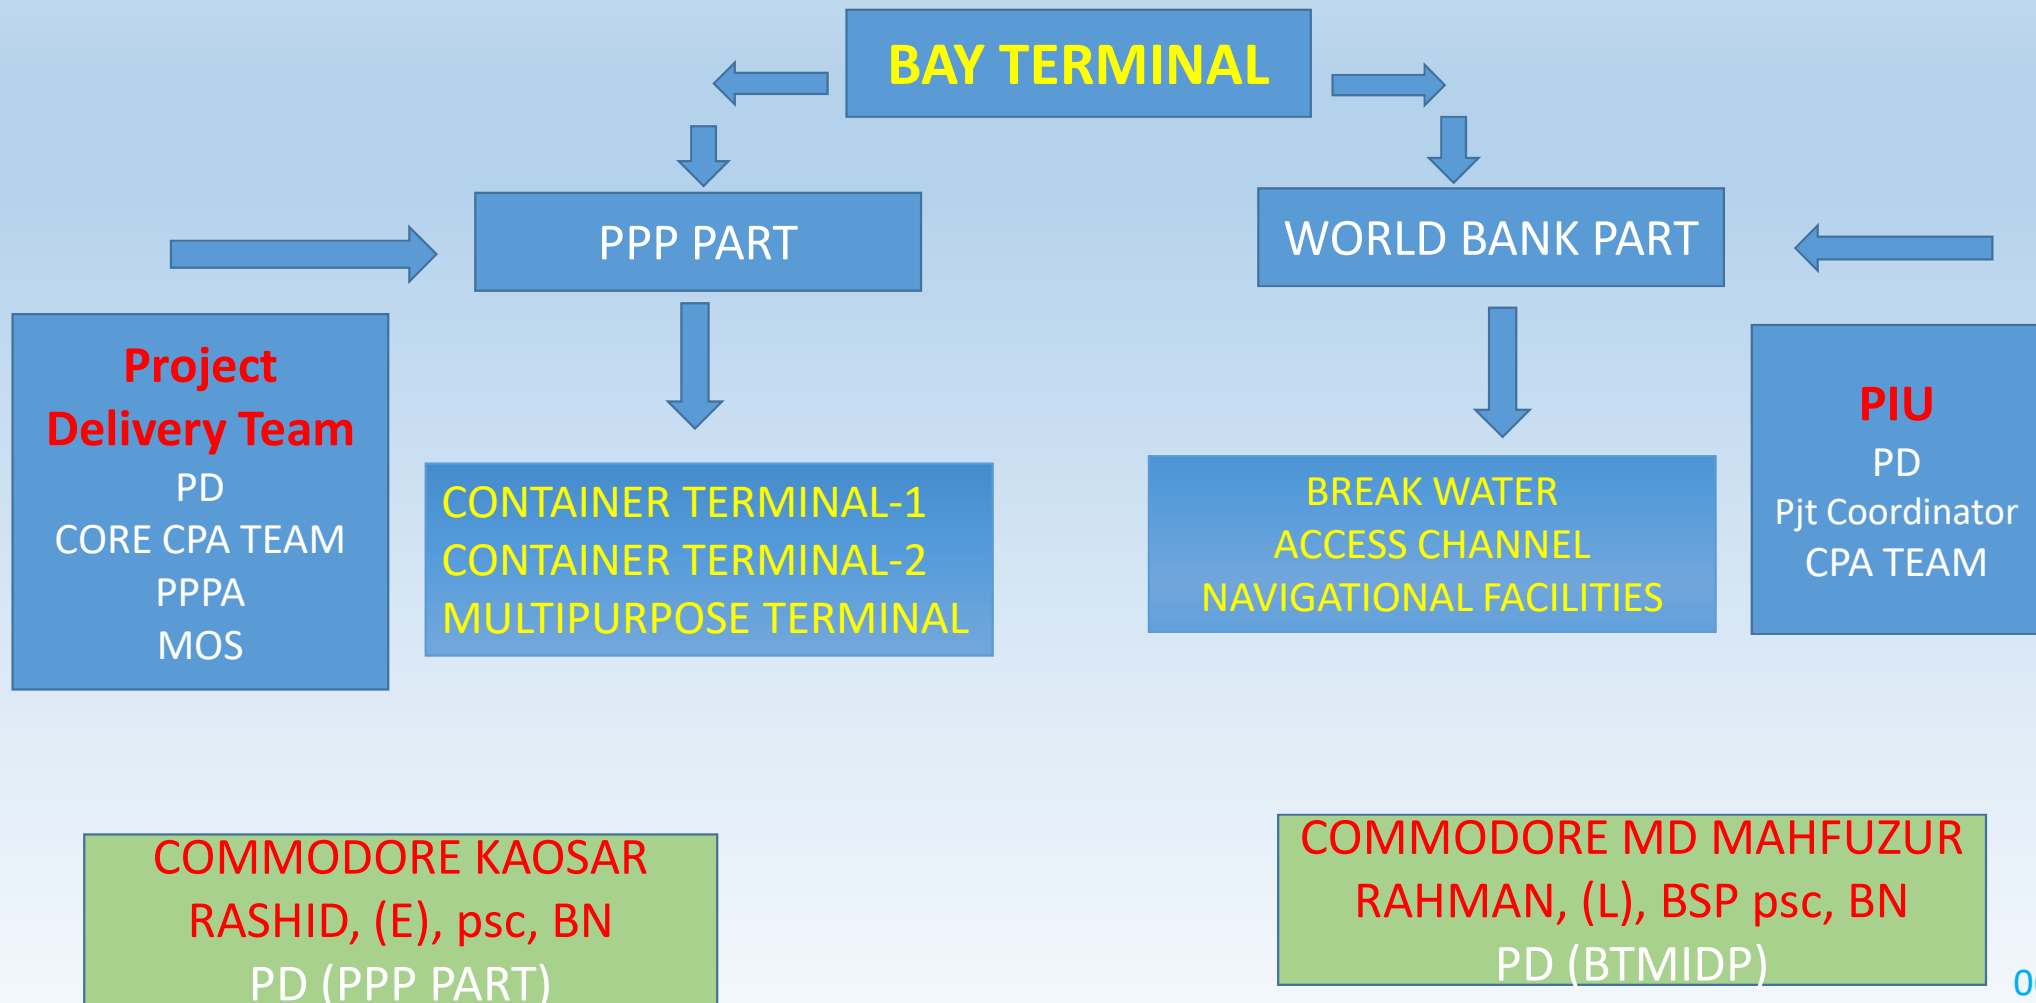 BAY TERMINAL
PPP PART
WORLD BANK PART
Project
Delivery Team
PD
CORE CPA TEAM
PPPA
MOS
CONTAINER TERMINAL-1
CONTAINER TERMINAL-2
MULTIPURPOSE TERMINAL
BREAK WATER
ACCESS CHANNEL
NAVIGATIONAL FACILITIES
PIU
PD
Pjt Coordinator
CPA TEAM
COMMODORE KAOSAR
RASHID, (E), psc, BN
PD (PPP PART)
COMMODORE MD MAHFUZUR
RAHMAN, (L), BSP psc, BN
PD (BTMIDP)